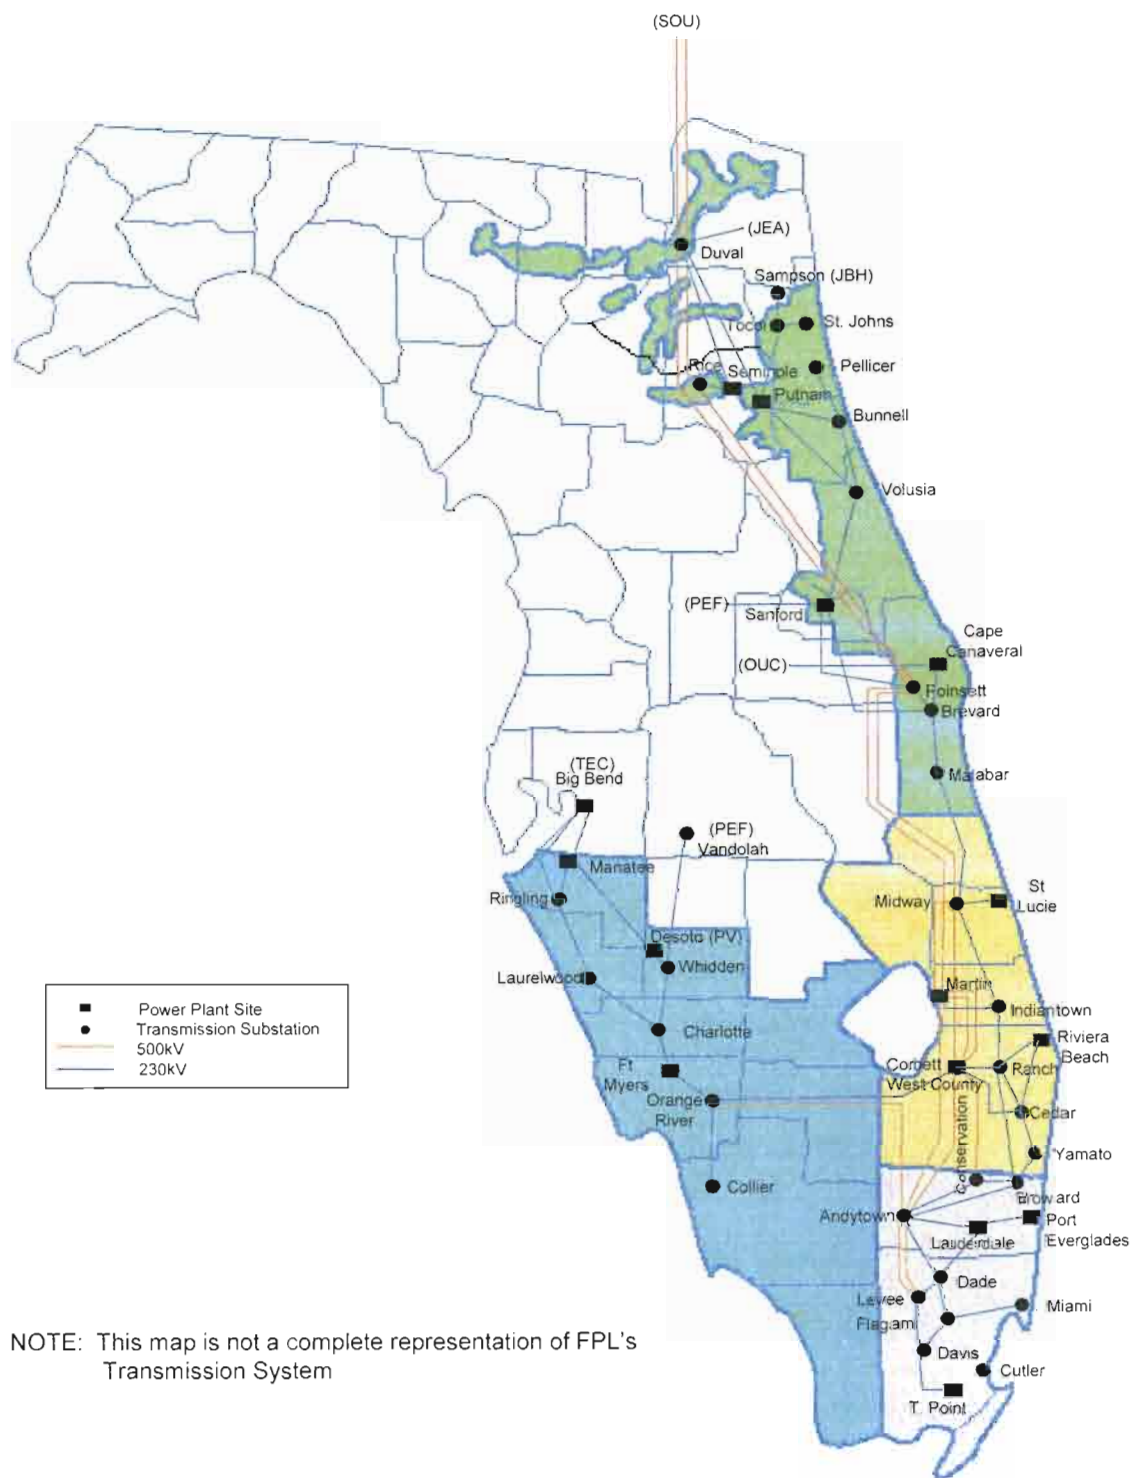 (SOU)
(JEA)
Duval
Sampson (JBH)
Tocoi
St. Johns
Rice
Seminole
Pellicer
Putnam
Bunnell
Volusia
(PEF)
Sanford
Cape
Canaveral
(OUC)
Poinsett
Brevard
Malabar
(TEC)
Big Bend
(PEF)
Vandolah
Manatee
Ringling
Midway
St
Lucie
Desoto (PV)
Whidden
Laurelwood
Martin
Indiantown
Power Plant Site
Transmission Substation
500kV
230kV
Charlotte
Riviera
Beach
Ft
Myers
Corbett
West County
Ranch
Orange
River
Cedar
Conservation
Yamato
Collier
Broward
Andytown
Port
Everglades
Lauderdale
Dade
Levee
Miami
Flagami
Davis
Cutler
T. Point
NOTE: This map is not a complete representation of FPL's
Transmission System